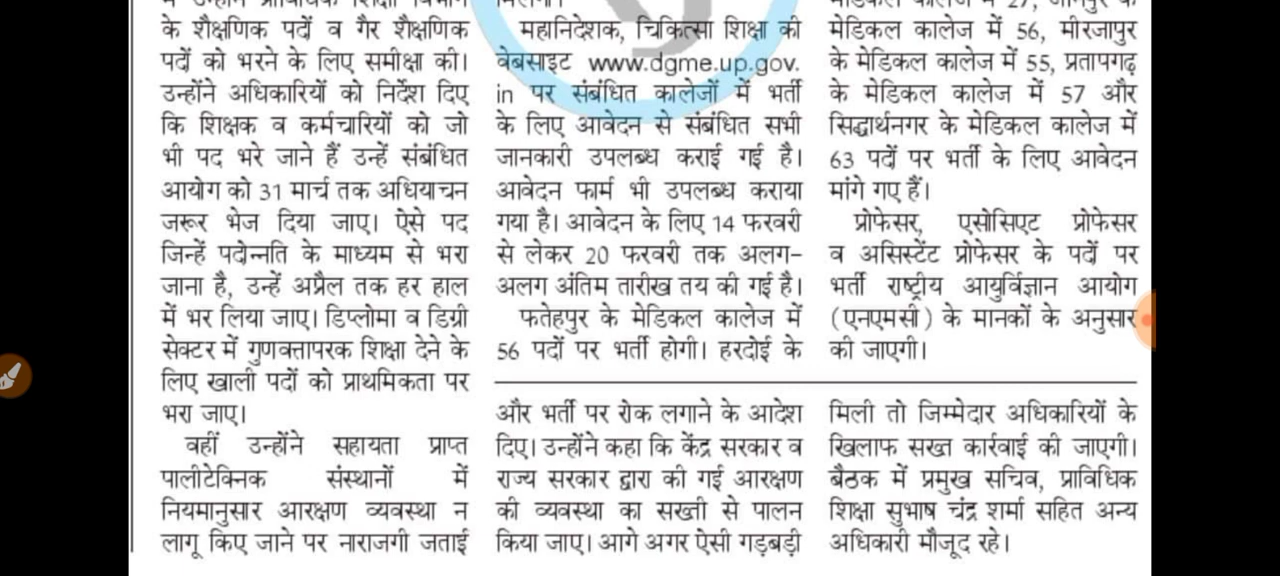 के शैक्षणिक पदों व गैर शैक्षणिक
पदों को भरने के लिए समीक्षा की।
उन्होंने अधिकारियों को निर्देश दिए
कि शिक्षक व कर्मचारियों को जो
भी पद भरे जाने हैं उन्हें संबंधित
आयोग को 31 मार्च तक अधियाचन
जरूर भेज दिया जाए। ऐसे पद
जिन्हें पदोन्नति के माध्यम से भरा
जाना है, उन्हें अप्रैल तक हर हाल
में भर लिया जाए। डिप्लोमा व डिग्री
सेक्टर में गुणवत्तापरक शिक्षा देने के
लिए खाली पदों को प्राथमिकता पर
भरा जाए।
वहीं उन्होंने सहायता प्राप्त
पालीटेक्निक संस्थानों में
नियमानुसार आरक्षण व्यवस्था न
लागू किए जाने पर नाराजगी जताई
और भर्ती पर रोक लगाने के आदेश
दिए। उन्होंने कहा कि केंद्र सरकार व
राज्य सरकार द्वारा की गई आरक्षण
की व्यवस्था का सख्ती से पालन
किया जाए। आगे अगर ऐसी गड़बड़ी
मिली तो जिम्मेदार अधिकारियों के
खिलाफ सख्त कार्रवाई की जाएगी।
बैठक में प्रमुख सचिव, प्राविधिक
शिक्षा सुभाष चंद्र शर्मा सहित अन्य
अधिकारी मौजूद रहे।
महानिदेशक, चिकित्सा शिक्षा की
वेबसाइट www.dgme.up.gov.
in पर संबंधित कालेजों में भर्ती
के लिए आवेदन से संबंधित सभी
जानकारी उपलब्ध कराई गई है।
आवेदन फार्म भी उपलब्ध कराया
गया है। आवेदन के लिए 14 फरवरी
से लेकर 20 फरवरी तक अलग-
अलग अंतिम तारीख तय की गई है।
फतेहपुर के मेडिकल कालेज में
56 पदों पर भर्ती होगी। हरदोई के
मेडिकल कालेज में 27, जौनपुर के
मेडिकल कालेज में 56, मीरजापुर
के मेडिकल कालेज में 55, प्रतापगढ़
के मेडिकल कालेज में 57 और
सिद्धार्थनगर के मेडिकल कालेज में
63 पदों पर भर्ती के लिए आवेदन
मांगे गए हैं।
प्रोफेसर, एसोसिएट प्रोफेसर
व असिस्टेंट प्रोफेसर के पदों पर
भर्ती राष्ट्रीय आयुर्विज्ञान आयोग
(एनएमसी) के मानकों के अनुसार
की जाएगी।